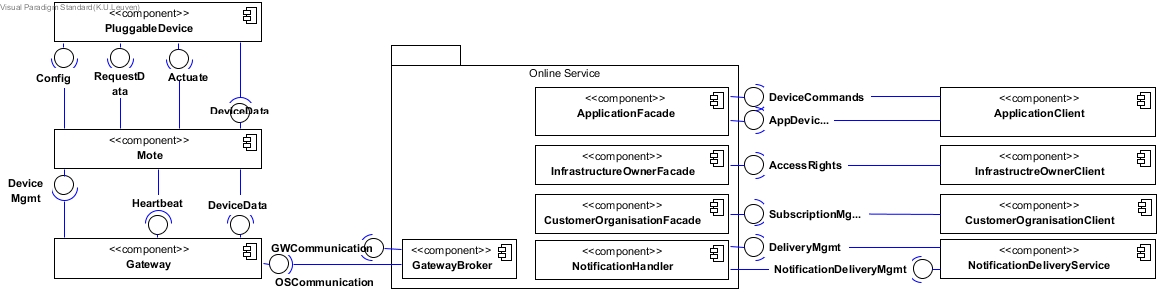 Visual Paradigm Standard(K.U.Leuven)
<<component>>
PluggableDevice
Config
RequestD
ata
Actuate
DeviceData
<<component>>
Mote
Device
Mgmt
Heartbeat
DeviceData
<<component>>
Gateway
GWCommunication
OSCommunication
Online Service
<<component>>
GatewayBroker
<<component>>
ApplicationFacade
<<component>>
InfrastructureOwnerFacade
<<component>>
CustomerOrganisationFacade
<<component>>
NotificationHandler
DeviceCommands
AppDevic...
AccessRights
SubscriptionMg...
DeliveryMgmt
NotificationDeliveryMgmt
<<component>>
ApplicationClient
<<component>>
InfrastructreOwnerClient
<<component>>
CustomerOgranisationClient
<<component>>
NotificationDeliveryService